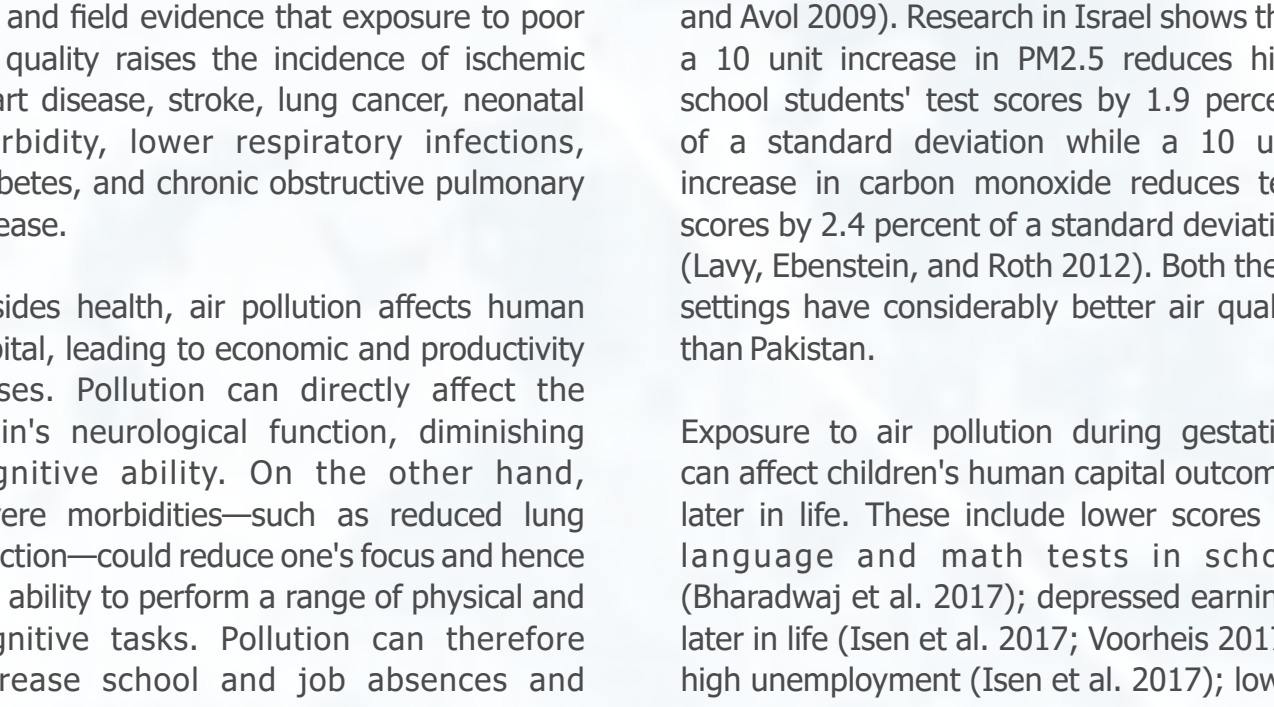 and field evidence that exposure to poor
quality raises the incidence of ischemic
art disease, stroke, lung cancer, neonatal
rbidity, lower respiratory infections,
betes, and chronic obstructive pulmonary
ease.
sides health, air pollution affects human
pital, leading to economic and productivity
ses. Pollution can directly affect the
in's neurological function, diminishing
gnitive ability. On the other hand,
vere morbidities—such as reduced lung
ction—could reduce one's focus and hence
ability to perform a range of physical and
gnitive tasks. Pollution can therefore
rease school and job absences and
and Avol 2009). Research in Israel shows th
a 10 unit increase in PM2.5 reduces hi
school students' test scores by 1.9 perce
of a standard deviation while a 10 u
increase in carbon monoxide reduces te
scores by 2.4 percent of a standard deviati
(Lavy, Ebenstein, and Roth 2012). Both the
settings have considerably better air qual
than Pakistan.
Exposure to air pollution during gestati
can affect children's human capital outcom
later in life. These include lower scores
language and math tests in scho
(Bharadwaj et al. 2017); depressed earnin
later in life (Isen et al. 2017; Voorheis 2017
high unemployment (Isen et al. 2017); low